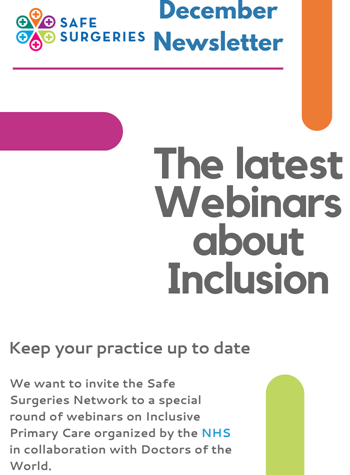 SAFE
SURGERIES
December
Newsletter
The latest
Webinars
about
Inclusion
Keep your practice up to date
We want to invite the Safe
Surgeries Network to a special
round of webinars on Inclusive
Primary Care organized by the NHS
in collaboration with Doctors of the
World.